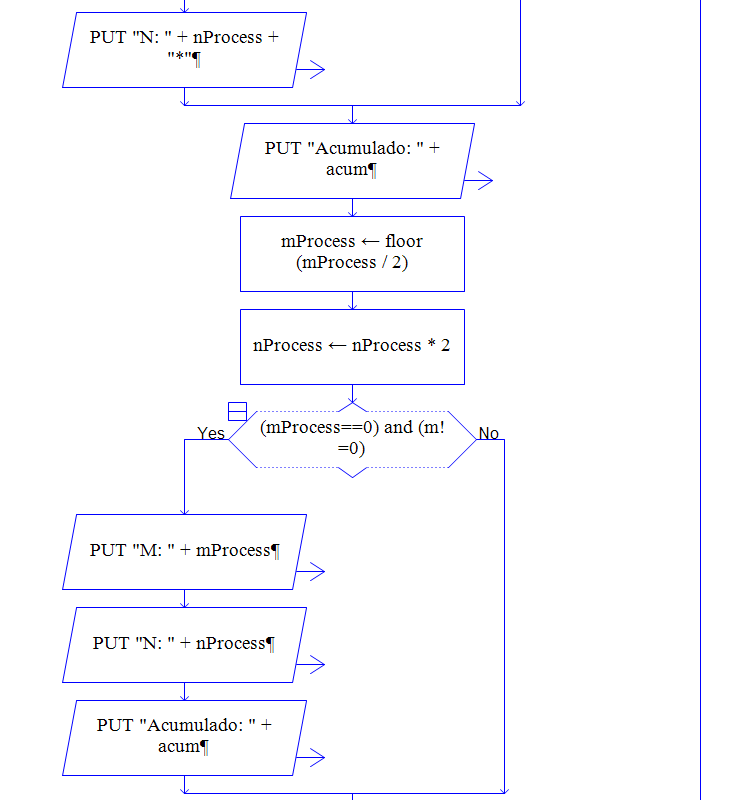 PUT "N: " + nProcess +
"*"¶
PUT "Acumulado: " +
acum¶
mProcess ← floor
(mProcess / 2)
nProcess ← nProcess * 2
Yes
(mProcess==0) and (m!
=0)
No
PUT "M: " + mProcess¶
PUT "N: " + nProcess¶
PUT "Acumulado: " +
acum¶